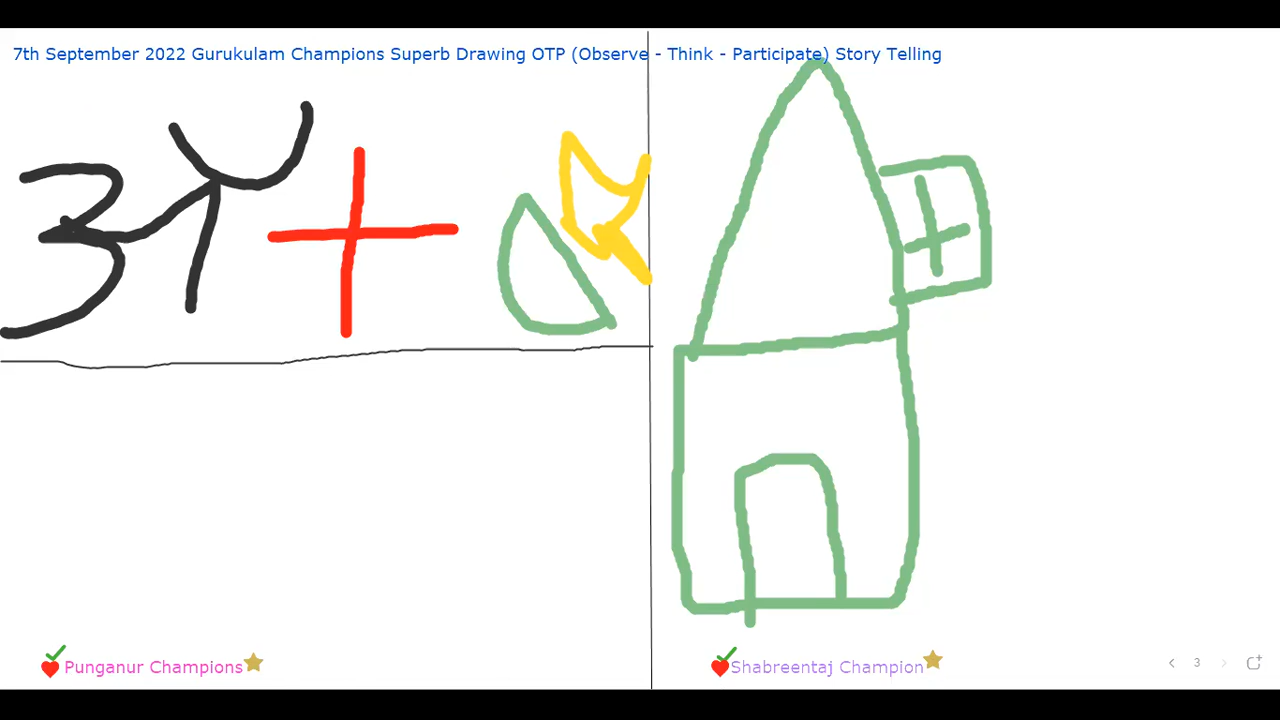 7th September 2022 Gurukulam Champions Superb Drawing OTP (Observe - Think - Participate) Story Telling
Punganur Champions
Shabreentaj Champion
3